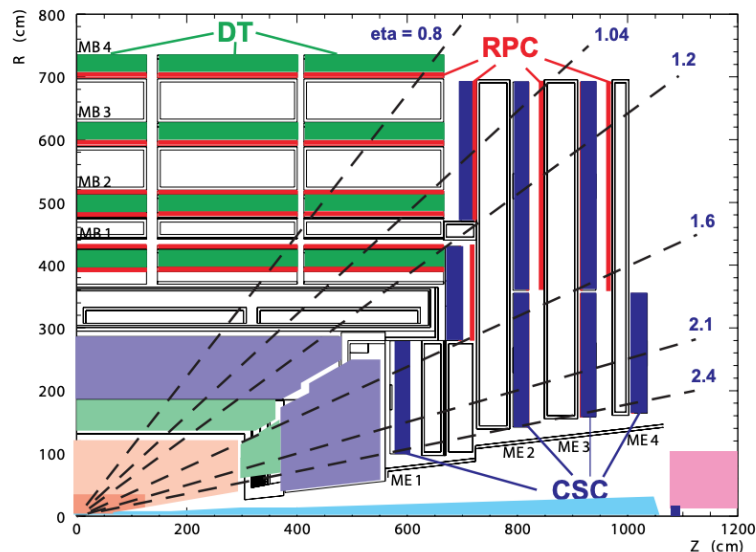 R (cm)
800
MB 4
DT
eta = 0.8
RPC
1.04
1.2
700
MB 3
600
MB 2
500
MB 1
1.6
400
300
2.1
2.4
200
100
ME 1
ME 2
ME 3
ME 4
CSC
0
0
200
400
600
800
1000
1200
Z (cm)